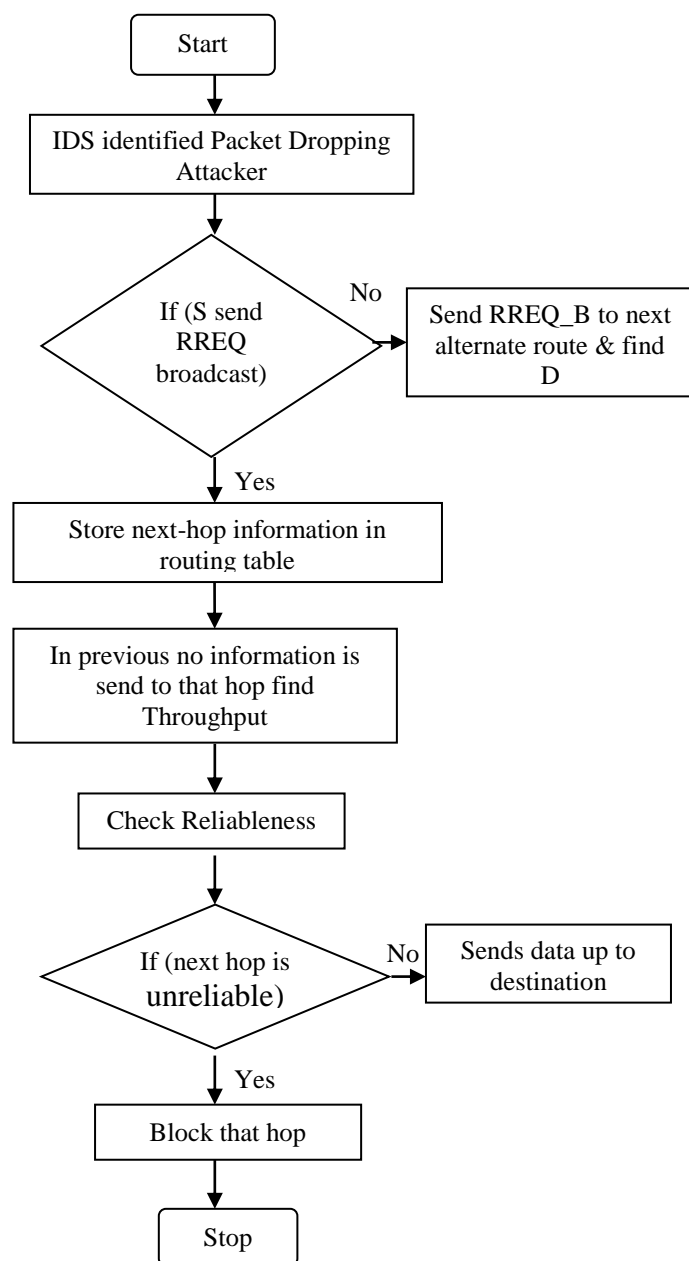 Start
IDS identified Packet Dropping
Attacker
If (S send
RREQ
broadcast)
No
Send RREQ_B to next
alternate route & find
D
Yes
Store next-hop information in
routing table
In previous no information is
send to that hop find
Throughput
Check Reliableness
If (next hop is
unreliable)
No
Sends data up to
destination
Yes
Block that hop
Stop